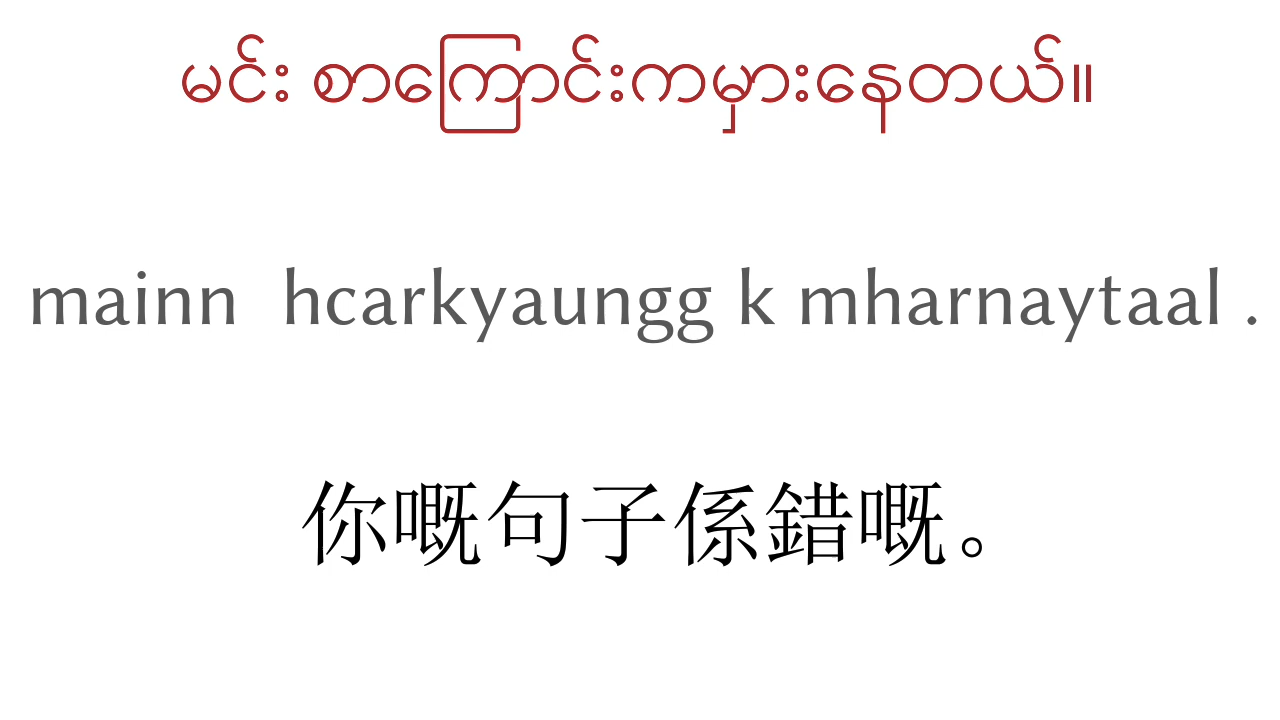 မင်း စာကြောင်းကမှားနေတယ်။
mainn hcarkyaungg k mharnaytaal .
你嘅句子係錯嘅。